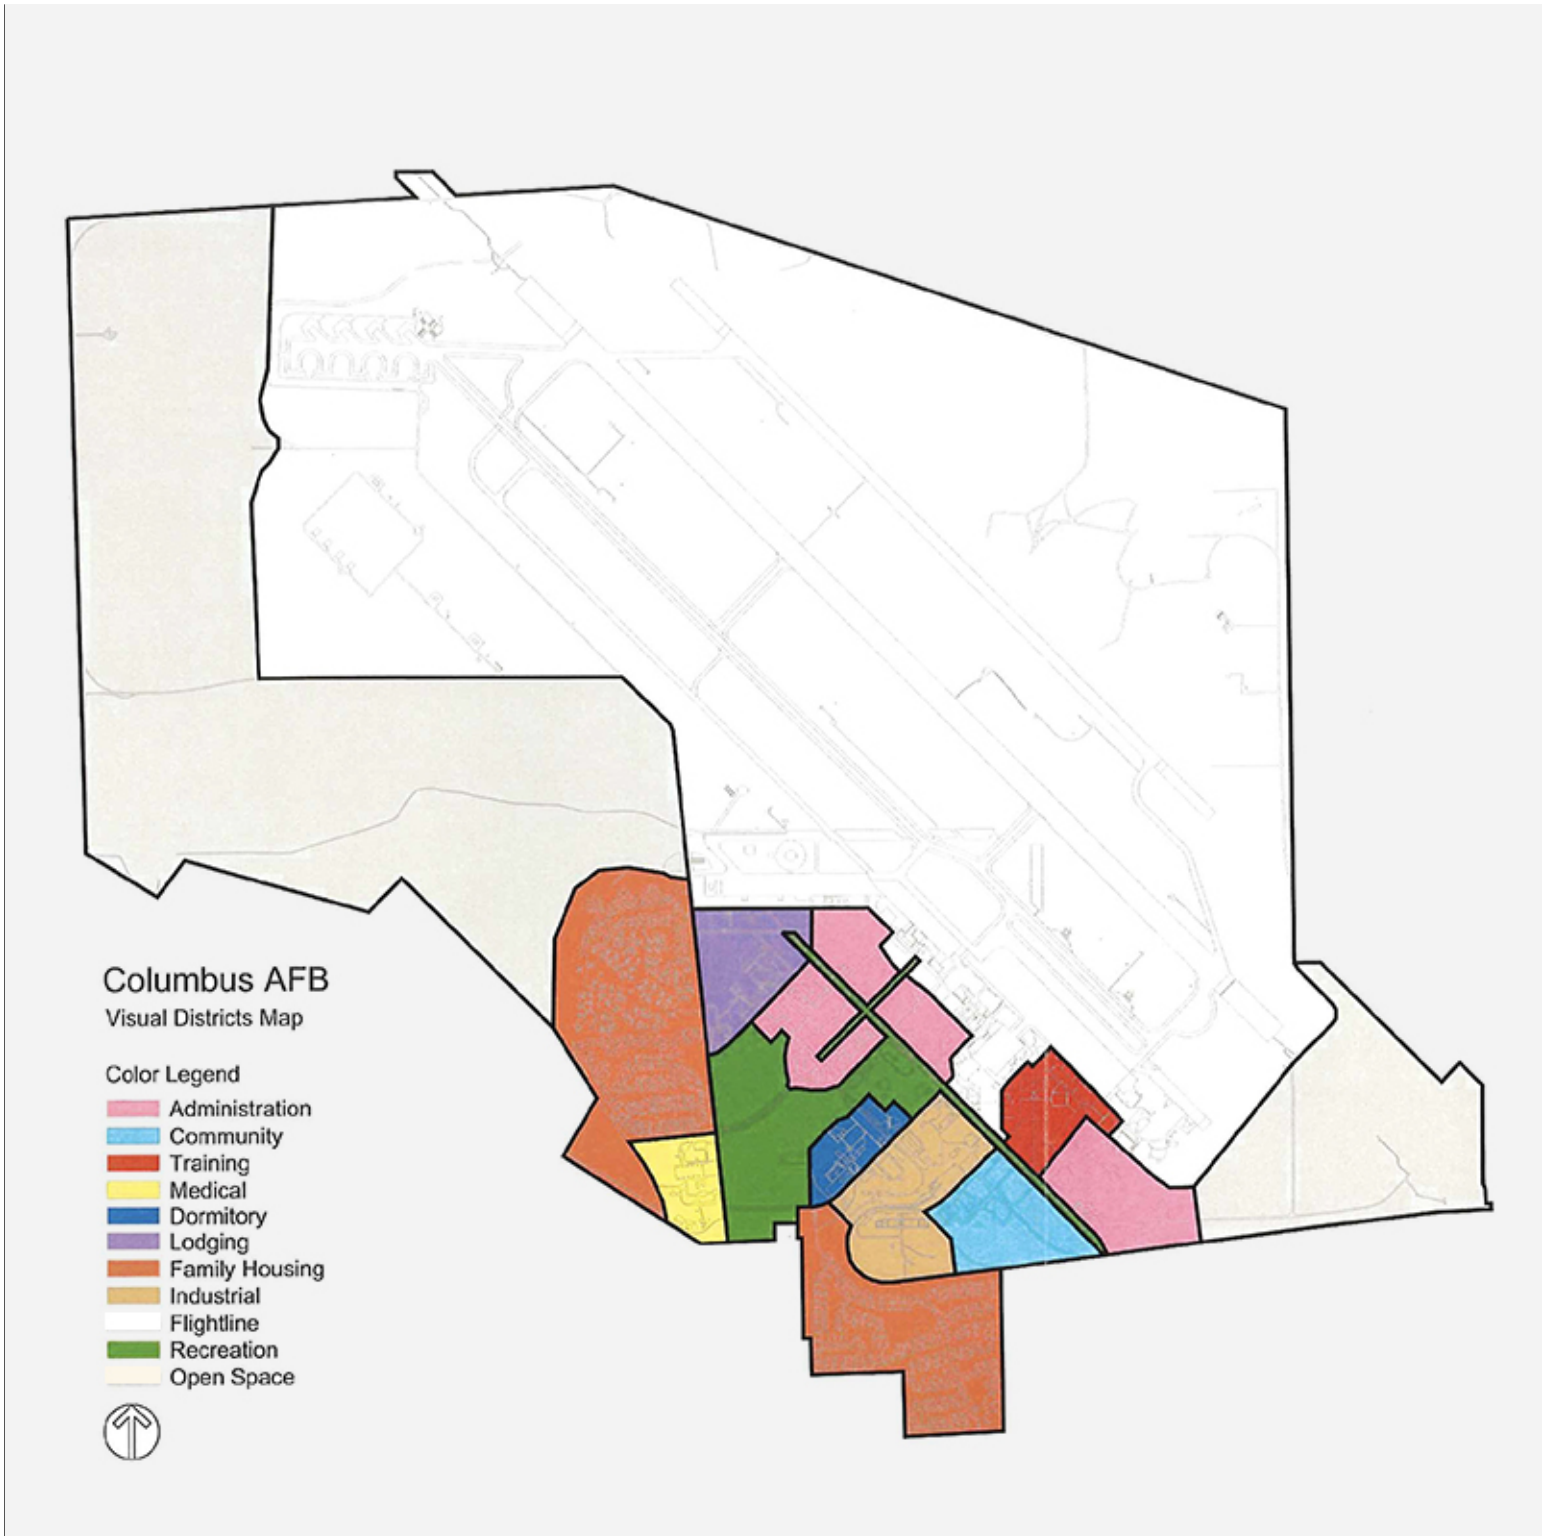 Columbus AFB
Visual Districts Map
Color Legend
Administration
Community
Training
Medical
Dormitory
Lodging
Family Housing
Industrial
Flightline
Recreation
Open Space